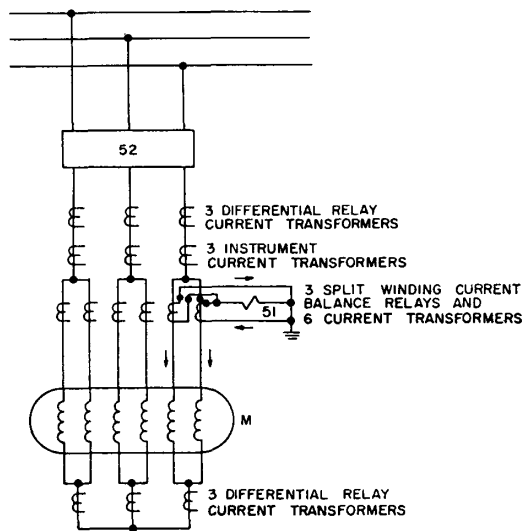 52
3 DIFFERENTIAL RELAY
CURRENT TRANSFORMERS
3 INSTRUMENT
CURRENT TRANSFORMERS
3 SPLIT WINDING CURRENT
BALANCE RELAYS AND
6 CURRENT TRANSFORMERS
51
M
3 DIFFERENTIAL RELAY
CURRENT TRANSFORMERS